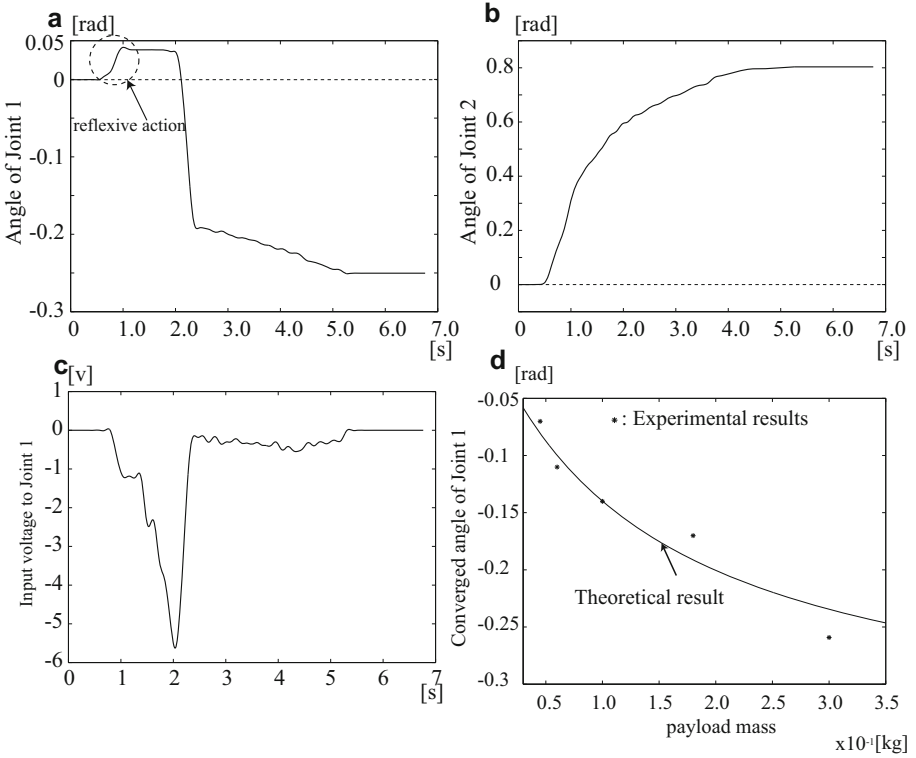 a
[rad]
0.05
0
-0.1
-0.2
-0.3
Angle of Joint 1
reflexive action
0
1.0
2.0
3.0
4.0
5.0
6.0
7.0
[s]
b
[rad]
0.8
0.6
0.4
0.2
0
Angle of Joint 2
0
1.0
2.0
3.0
4.0
5.0
6.0
7.0
[s]
c
[v]
1
0
-1
-2
-3
-4
-5
-6
Input voltage to Joint 1
0
1
2
3
4
5
6
7
[s]
d
[rad]
-0.05
-0.1
-0.15
-0.2
-0.25
-0.3
Converged angle of Joint 1
* : Experimental results
Theoretical result
0.5
1.0
1.5
2.0
2.5
3.0
3.5
payload mass
x10⁻¹[kg]